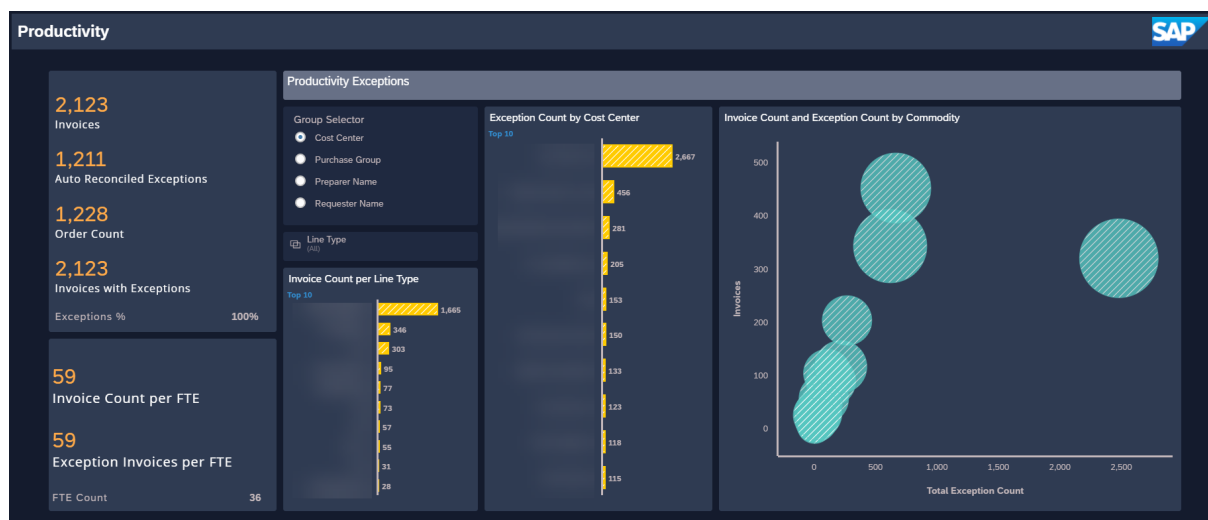 Productivity
SAP
2,123
Invoices
1,211
Auto Reconciled Exceptions
1,228
Order Count
2,123
Invoices with Exceptions
Exceptions % 100%
59
Invoice Count per FTE
59
Exception Invoices per FTE
FTE Count 36
Productivity Exceptions
Group Selector
Cost Center
Purchase Group
Preparer Name
Requester Name
Line Type
(All)
Invoice Count per Line Type
Top 10
1,665
346
303
95
77
73
57
55
31
28
Exception Count by Cost Center
Top 10
2,667
456
281
205
153
150
133
123
118
115
Invoice Count and Exception Count by Commodity
Invoices
500
400
300
200
100
0
0 500 1,000 1,500 2,000 2,500
Total Exception Count